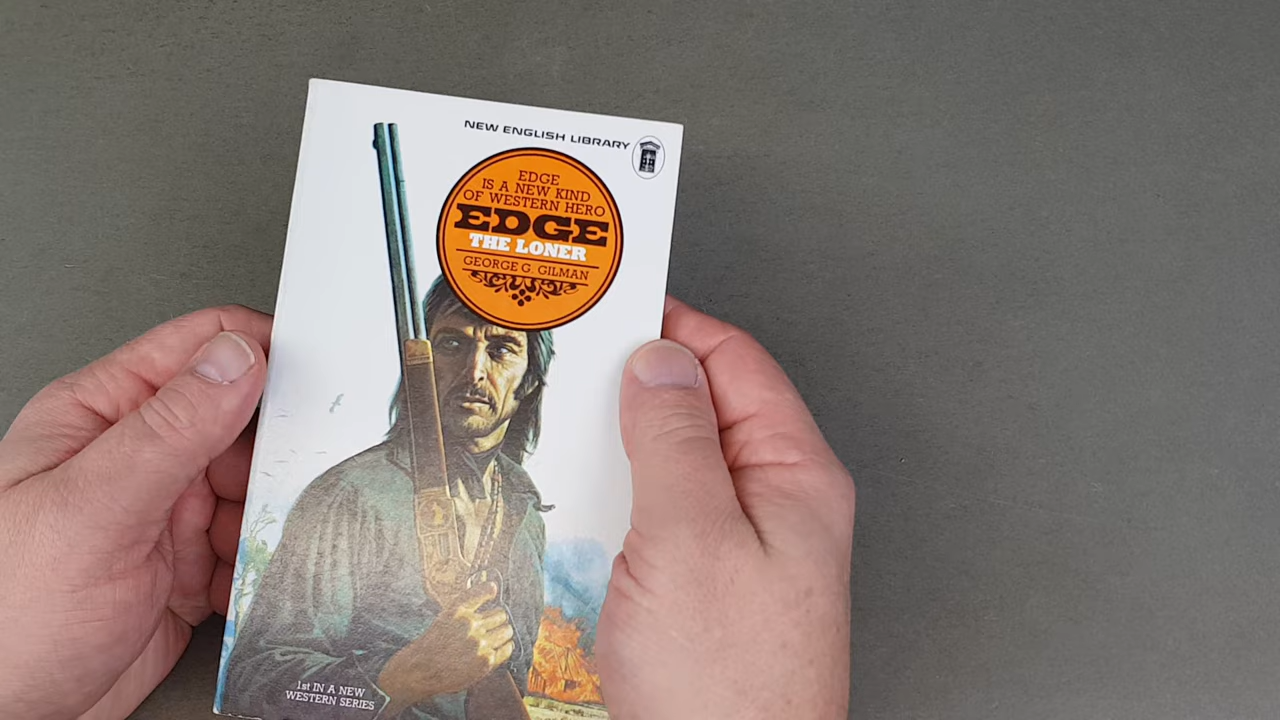 NEW ENGLISH LIBRARY
EDGE
IS A NEW KIND
OF WESTERN HERO
EDGE
THE LONER
GEORGE G. GILMAN
1st IN A NEW
WESTERN SERIES